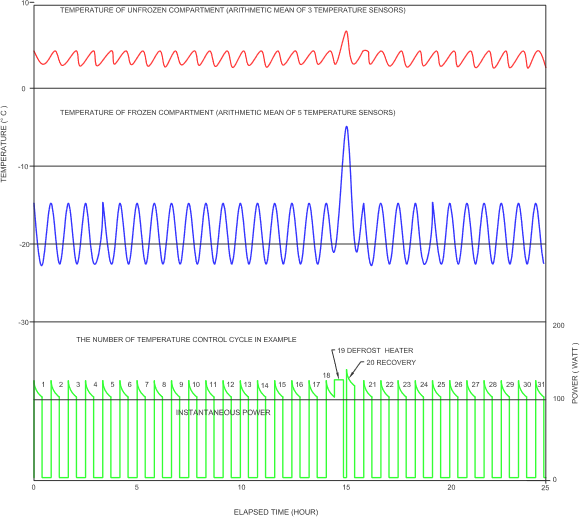 10
TEMPERATURE OF UNFROZEN COMPARTMENT (ARITHMETIC MEAN OF 3 TEMPERATURE SENSORS)
0
TEMPERATURE OF FROZEN COMPARTMENT (ARITHMETIC MEAN OF 5 TEMPERATURE SENSORS)
TEMPERATURE (° C )
-10
-20
-30
200
THE NUMBER OF TEMPERATURE CONTROL CYCLE IN EXAMPLE
19 DEFROST HEATER
20 RECOVERY
POWER ( WATT )
1 2 3 4 5 6 7 8 9 10 11 12 13 14 15 16 17 18 21 22 23 24 25 26 27 28 29 30 31
100
INSTANTANEOUS POWER
0
0 5 10 15 20 25
ELAPSED TIME (HOUR)